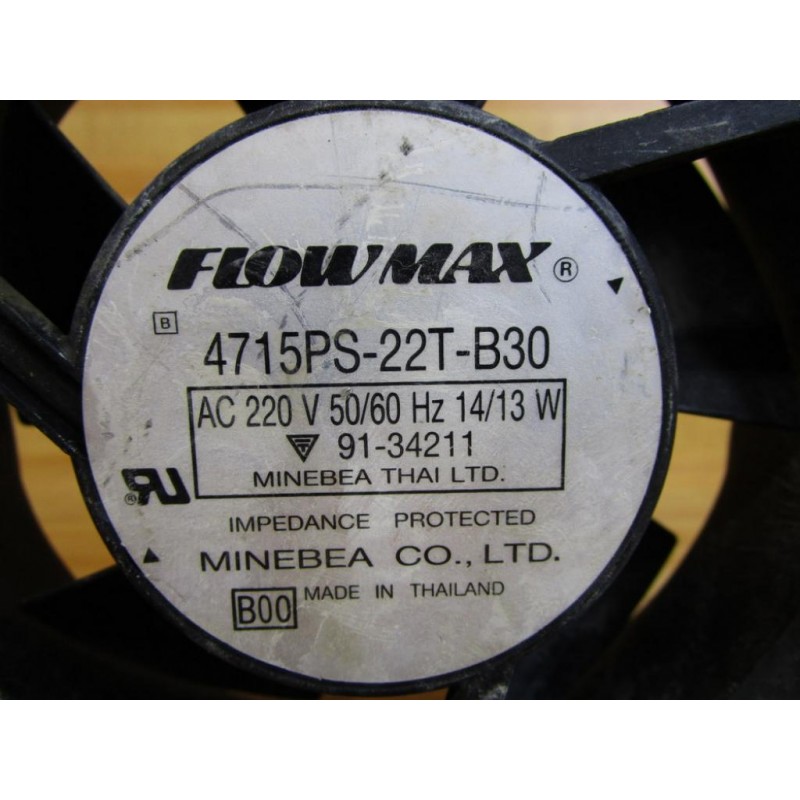 FLOWMAX ®
B
4715PS-22T-B30
AC 220 V 50/60 Hz 14/13 W
91-34211
MINEBEA THAI LTD.
® RU
IMPEDANCE PROTECTED
MINEBEA CO., LTD.
B00 MADE IN THAILAND